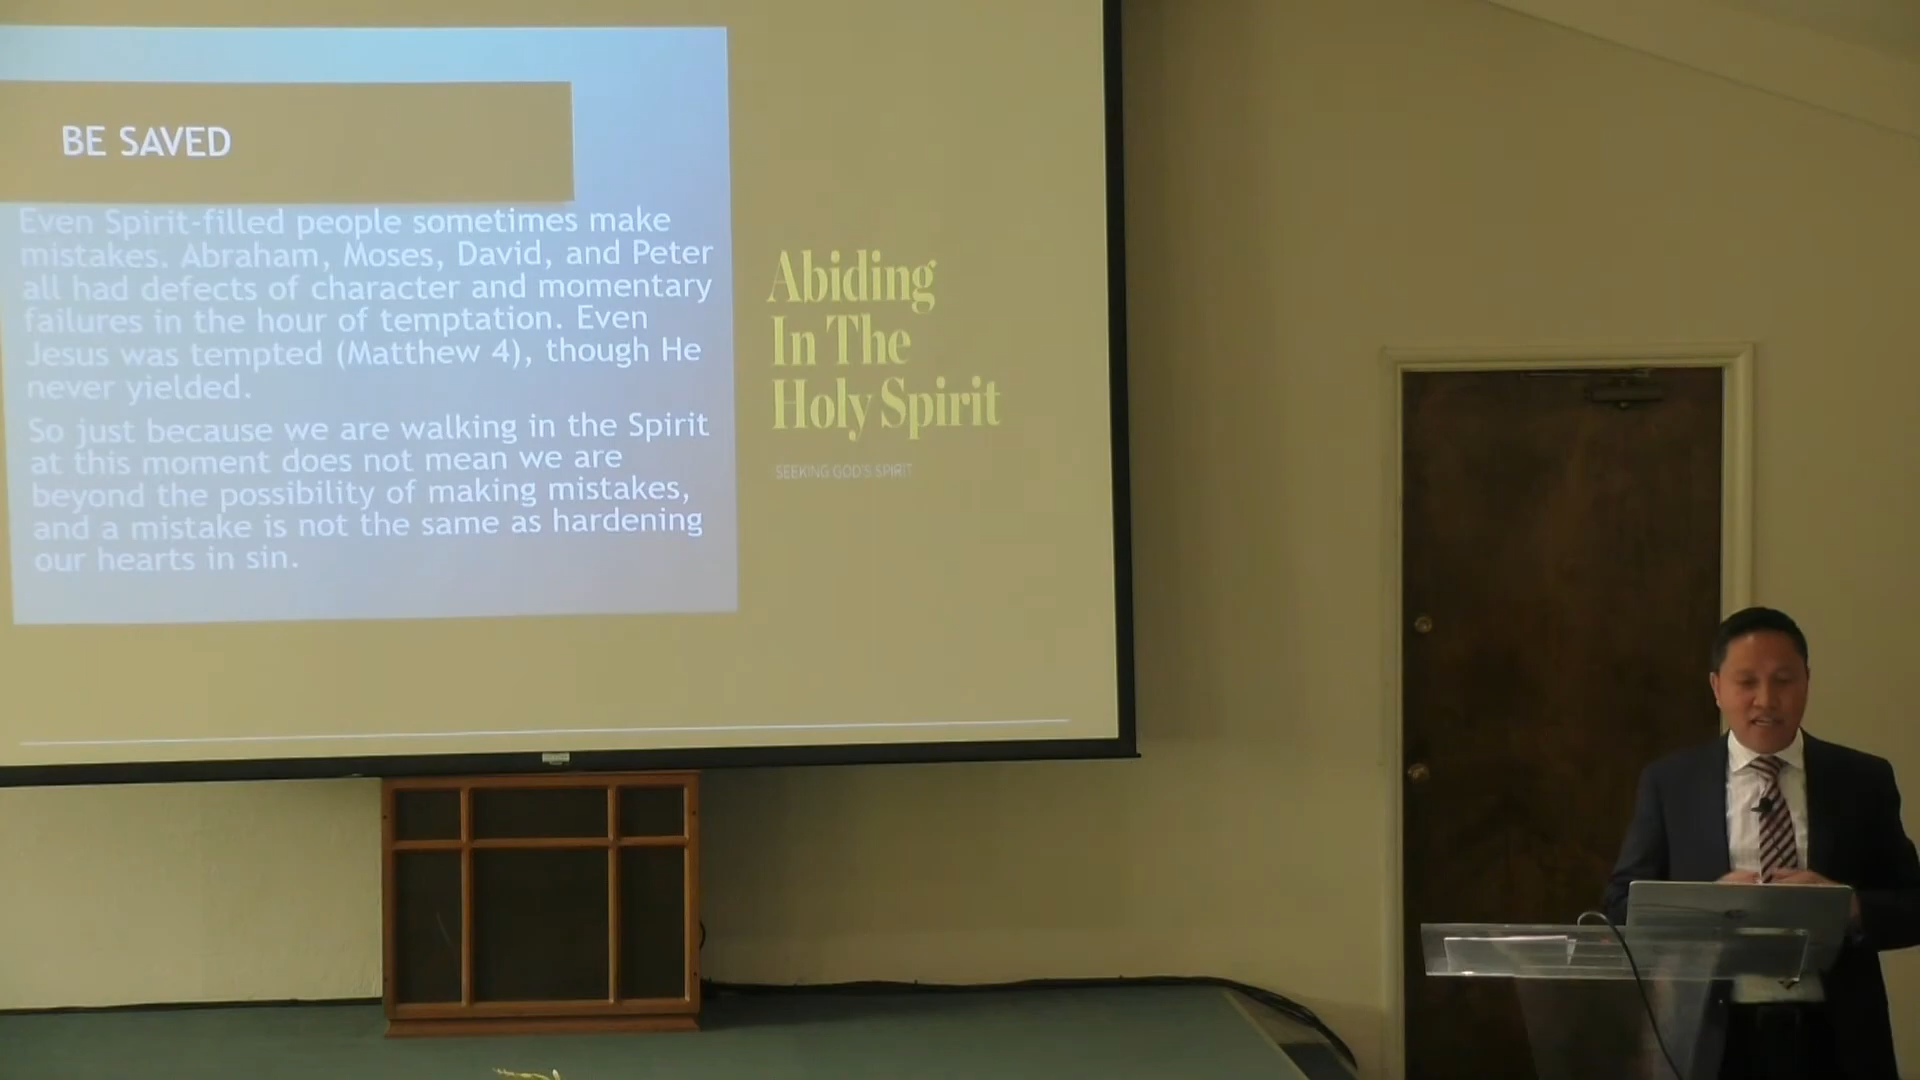 BE SAVED
Even Spirit-filled people sometimes make
mistakes. Abraham, Moses, David, and Peter
all had defects of character and momentary
failures in the hour of temptation. Even
Jesus was tempted (Matthew 4), though He
never yielded.
So just because we are walking in the Spirit
at this moment does not mean we are
beyond the possibility of making mistakes,
and a mistake is not the same as hardening
our hearts in sin.
Abiding
In The
Holy Spirit
SEEKING GOD'S SPIRIT